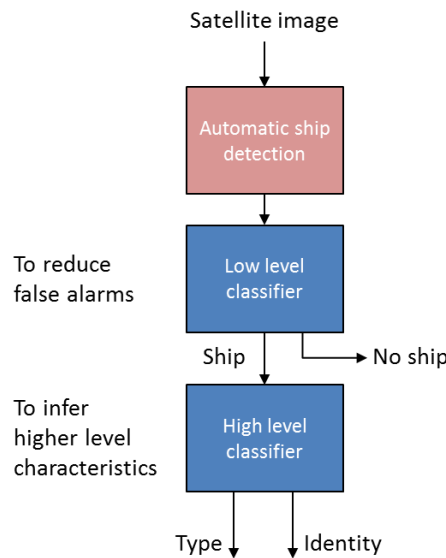 Satellite image
Automatic ship
detection
To reduce
false alarms
Low level
classifier
Ship
No ship
To infer
higher level
characteristics
High level
classifier
Type
Identity